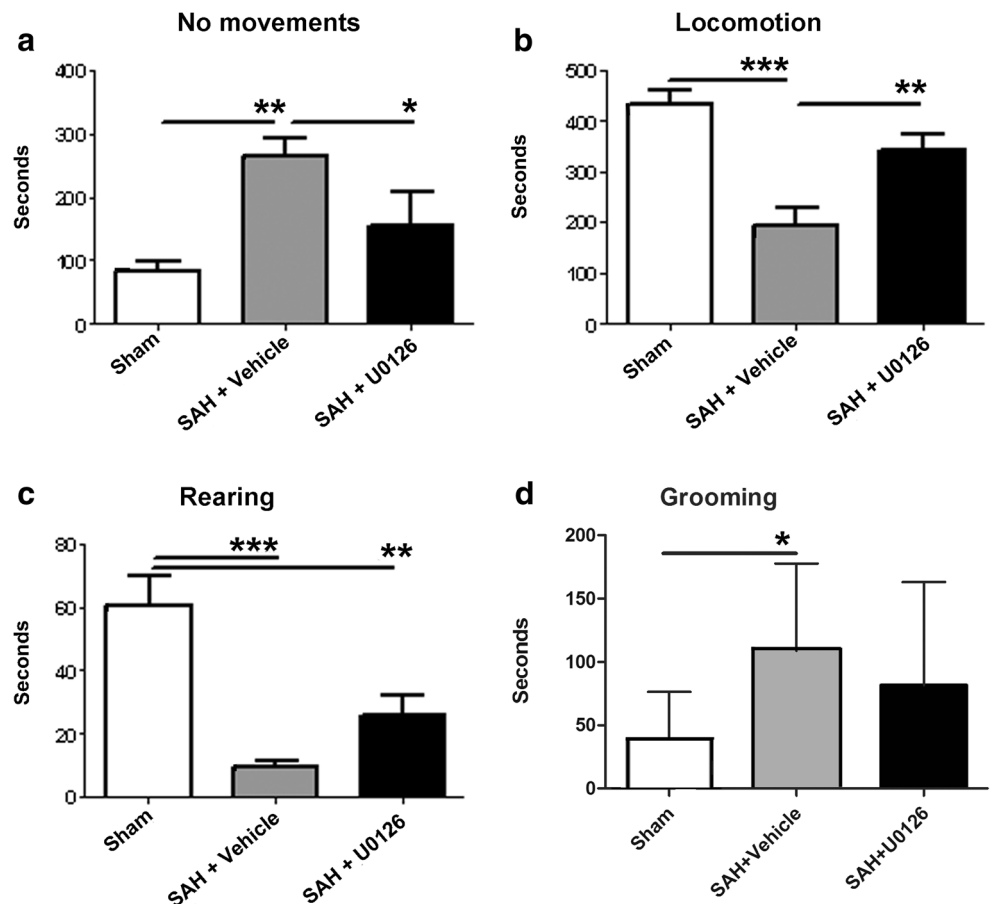 a
No movements
400
300
200
100
0
Seconds
**
*
Sham
SAH + Vehicle
SAH + U0126
b
Locomotion
500
400
300
200
100
0
Seconds
***
**
Sham
SAH + Vehicle
SAH + U0126
c
Rearing
80
60
40
20
0
Seconds
***
**
Sham
SAH + Vehicle
SAH + U0126
d
Grooming
200
150
100
50
0
Seconds
*
Sham
SAH+Vehicle
SAH+U0126